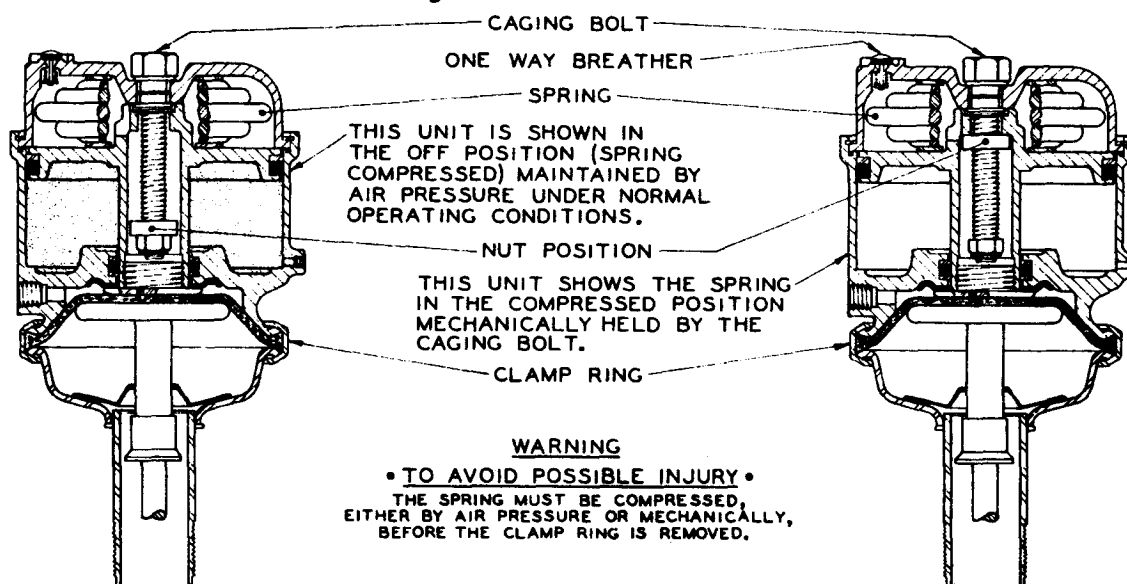 CAGING BOLT
ONE WAY BREATHER
SPRING
THIS UNIT IS SHOWN IN
THE OFF POSITION (SPRING
COMPRESSED) MAINTAINED BY
AIR PRESSURE UNDER NORMAL
OPERATING CONDITIONS.
NUT POSITION
THIS UNIT SHOWS THE SPRING
IN THE COMPRESSED POSITION
MECHANICALLY HELD BY THE
CAGING BOLT.
CLAMP RING
WARNING
• TO AVOID POSSIBLE INJURY •
THE SPRING MUST BE COMPRESSED,
EITHER BY AIR PRESSURE OR MECHANICALLY,
BEFORE THE CLAMP RING IS REMOVED.